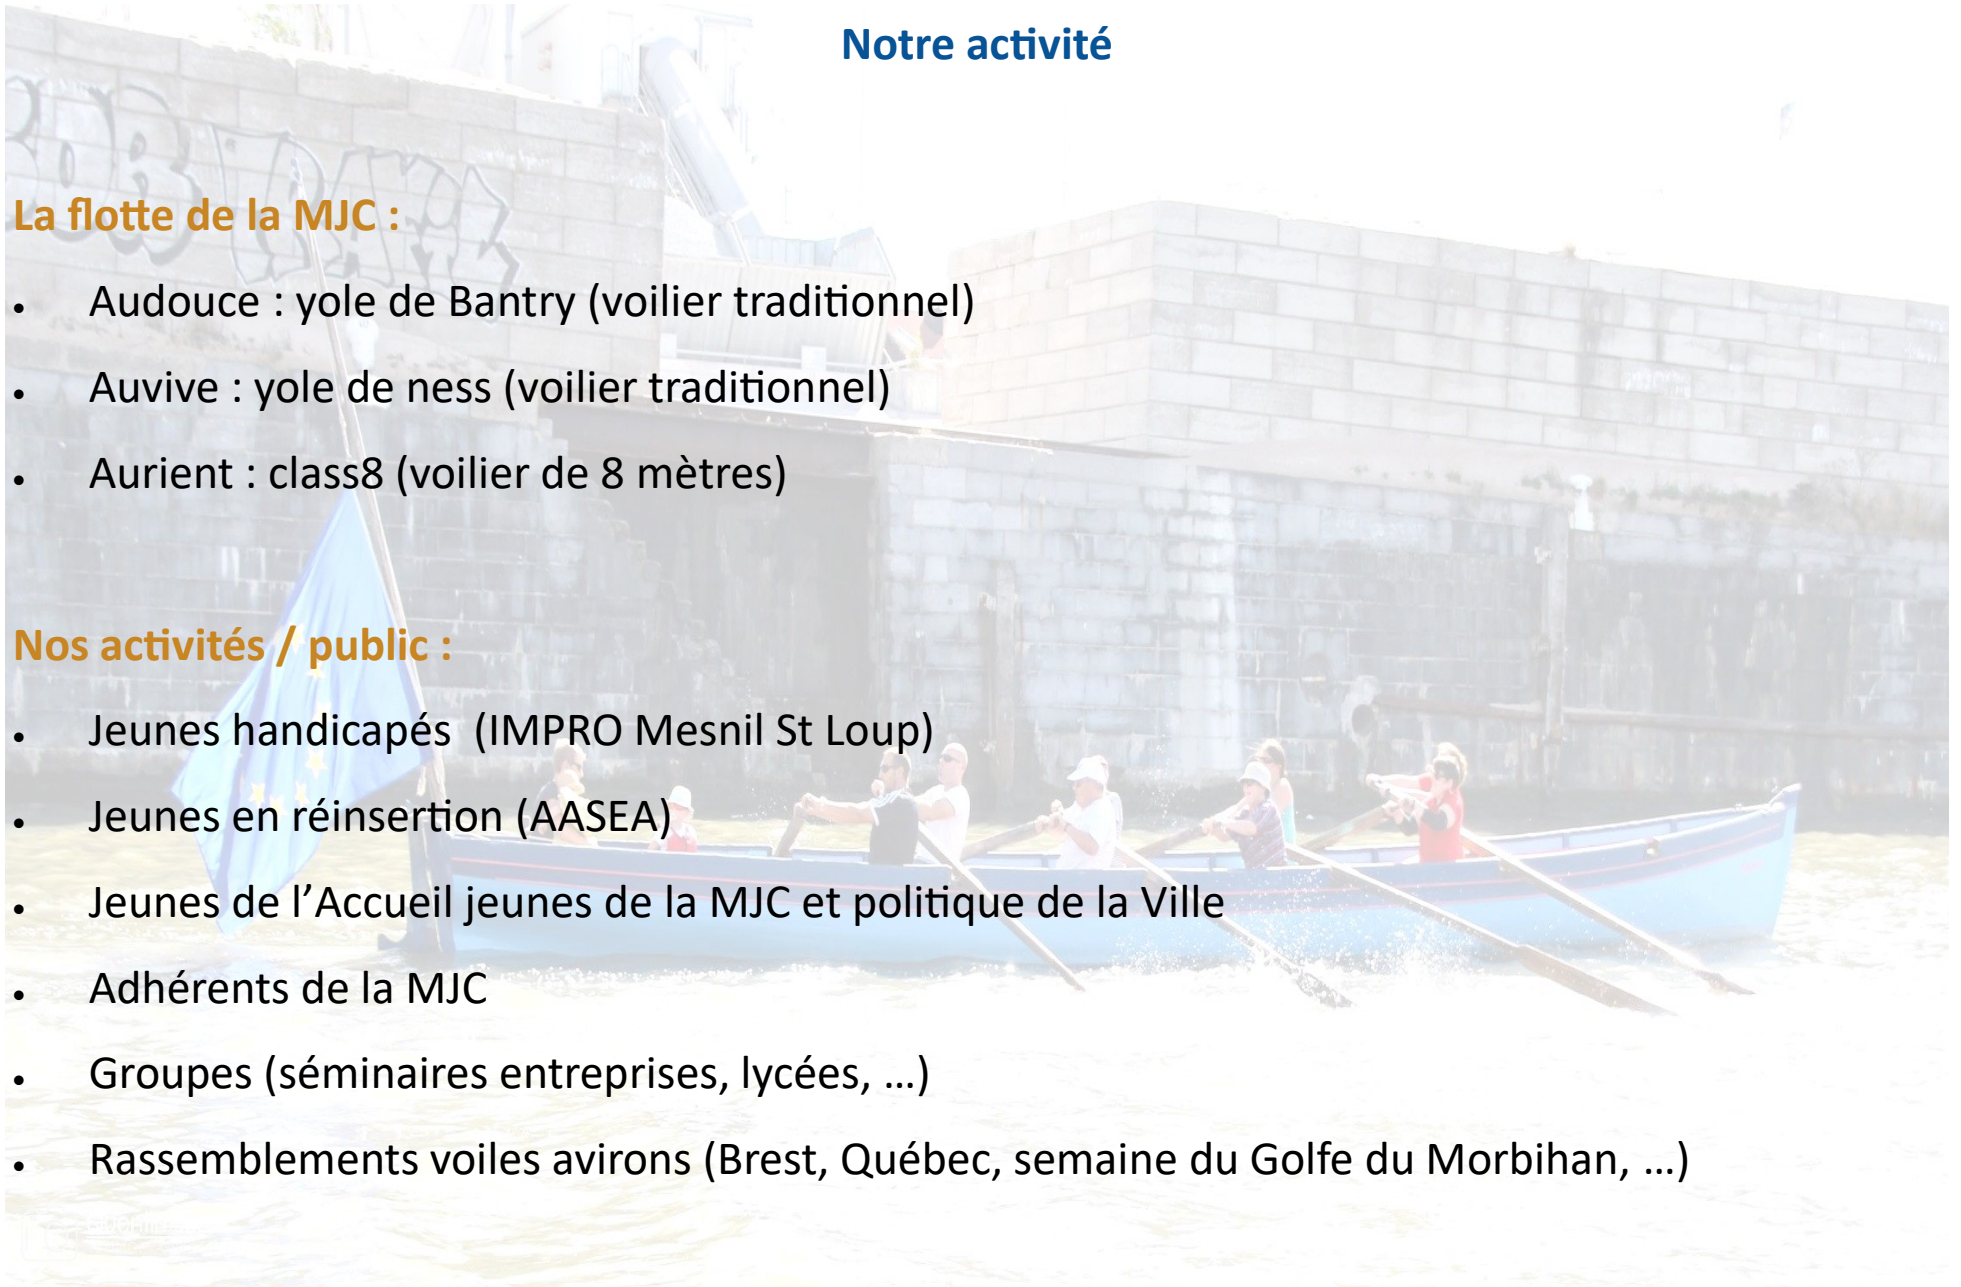 Notre activité
La flotte de la MJC :
• Audouce : yole de Bantry (voilier traditionnel)
• Auvive : yole de ness (voilier traditionnel)
• Aurient : class8 (voilier de 8 mètres)
Nos activités / public :
• Jeunes handicapés  (IMPRO Mesnil St Loup)
• Jeunes en réinsertion (AASEA)
• Jeunes de l’Accueil jeunes de la MJC et politique de la Ville
• Adhérents de la MJC
• Groupes (séminaires entreprises, lycées, ...)
• Rassemblements voiles avirons (Brest, Québec, semaine du Golfe du Morbihan, ...)